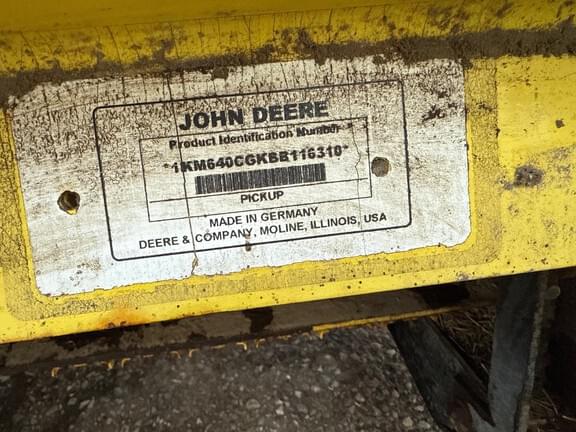 JOHN DEERE
Product Identification Number
*1KM640CGKBB116310*
PICKUP
MADE IN GERMANY
DEERE & COMPANY, MOLINE, ILLINOIS, USA